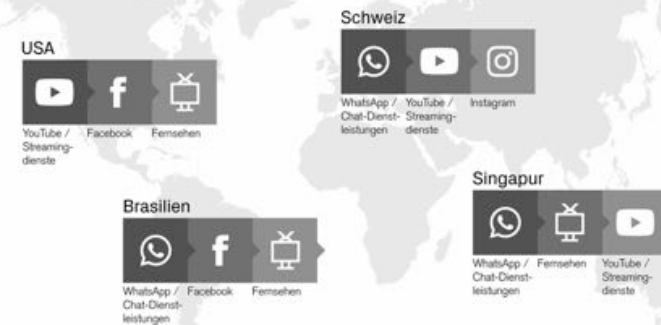 Schweiz
WhatsApp / YouTube / Instagram
Chat-Dienst- Streaming-
leistungen dienste
USA
YouTube / Facebook Fernsehen
Streaming-
dienste
Singapur
WhatsApp / Fernsehen YouTube /
Chat-Dienst- Streaming-
leistungen dienste
Brasilien
WhatsApp / Facebook Fernsehen
Chat-Dienst-
leistungen